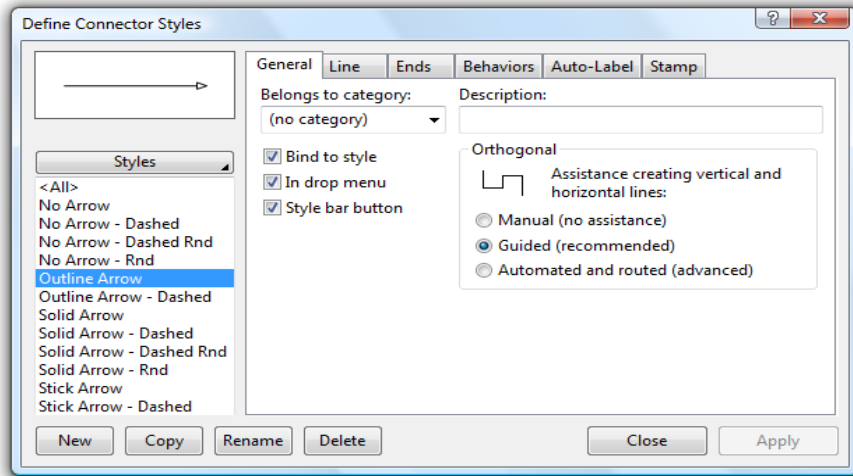 Define Connector Styles
General Line Ends Behaviors Auto-Label Stamp
Belongs to category:
(no category)
Description:
Bind to style
In drop menu
Style bar button
Orthogonal
Assistance creating vertical and
horizontal lines:
Manual (no assistance)
Guided (recommended)
Automated and routed (advanced)
Styles
<All>
No Arrow
No Arrow - Dashed
No Arrow - Dashed Rnd
No Arrow - Rnd
Outline Arrow
Outline Arrow - Dashed
Solid Arrow
Solid Arrow - Dashed
Solid Arrow - Dashed Rnd
Solid Arrow - Rnd
Stick Arrow
Stick Arrow - Dashed
New Copy Rename Delete Close Apply